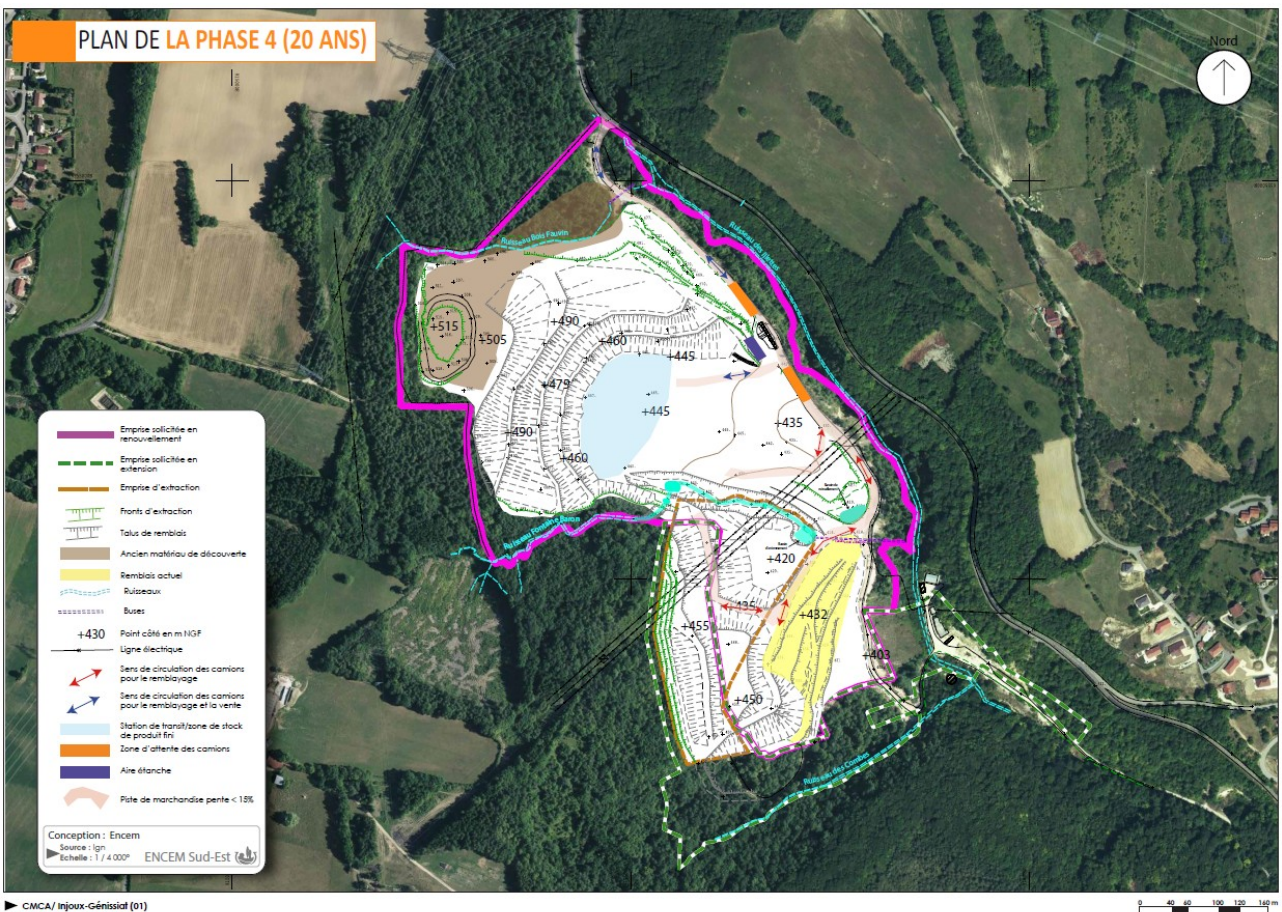 PLAN DE LA PHASE 4 (20 ANS)
Nord
Ruisseau Bois Fauvin
+515
+505
+490
+460
+445
+479
+445
+435
+490
+460
Ruisseau Fontaine Baron
+420
+432
+455
+403
+450
Ruisseau des Combes
Emprise sollicitée en
renouvellement
Emprise sollicitée en
extension
Emprise d'extraction
Fronts d'extraction
Talus de remblais
Ancien matériau de découverte
Remblais actuel
Ruisseaux
Buses
+430
Point côté en m NGF
Ligne électrique
Sens de circulation des camions
pour le remblayage
Sens de circulation des camions
pour le remblayage et la vente
Station de transit/zone de stock
de produit fini
Zone d'attente des camions
Aire étanche
Piste de marchandise pente < 15%
Conception : Encem
Source : Ign
Echelle : 1 / 4 000°
ENCEM Sud-Est
CMCA/ Injoux-Génissiat (01)
0 40 60 100 120 160 m